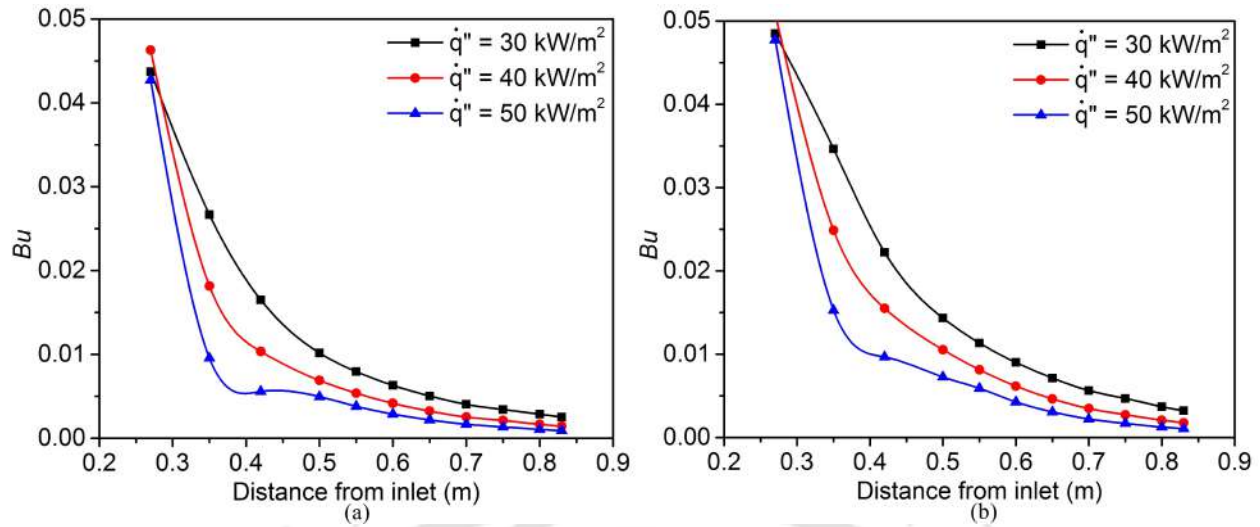 0.05
0.04
0.03
0.02
0.01
0.00
Bu
q̇" = 30 kW/m²
q̇" = 40 kW/m²
q̇" = 50 kW/m²
0.2 0.3 0.4 0.5 0.6 0.7 0.8 0.9
Distance from inlet (m)
(a)
0.05
0.04
0.03
0.02
0.01
0.00
Bu
q̇" = 30 kW/m²
q̇" = 40 kW/m²
q̇" = 50 kW/m²
0.2 0.3 0.4 0.5 0.6 0.7 0.8 0.9
Distance from inlet (m)
(b)